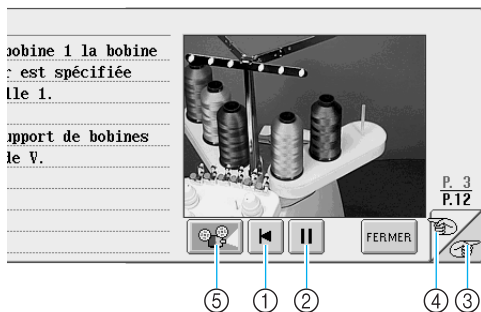 bobine 1 la bobine
r est spécifiée
lle 1.
upport de bobines
de V.
P. 3
P.12
FERMER
⑤ ① ② ④ ③